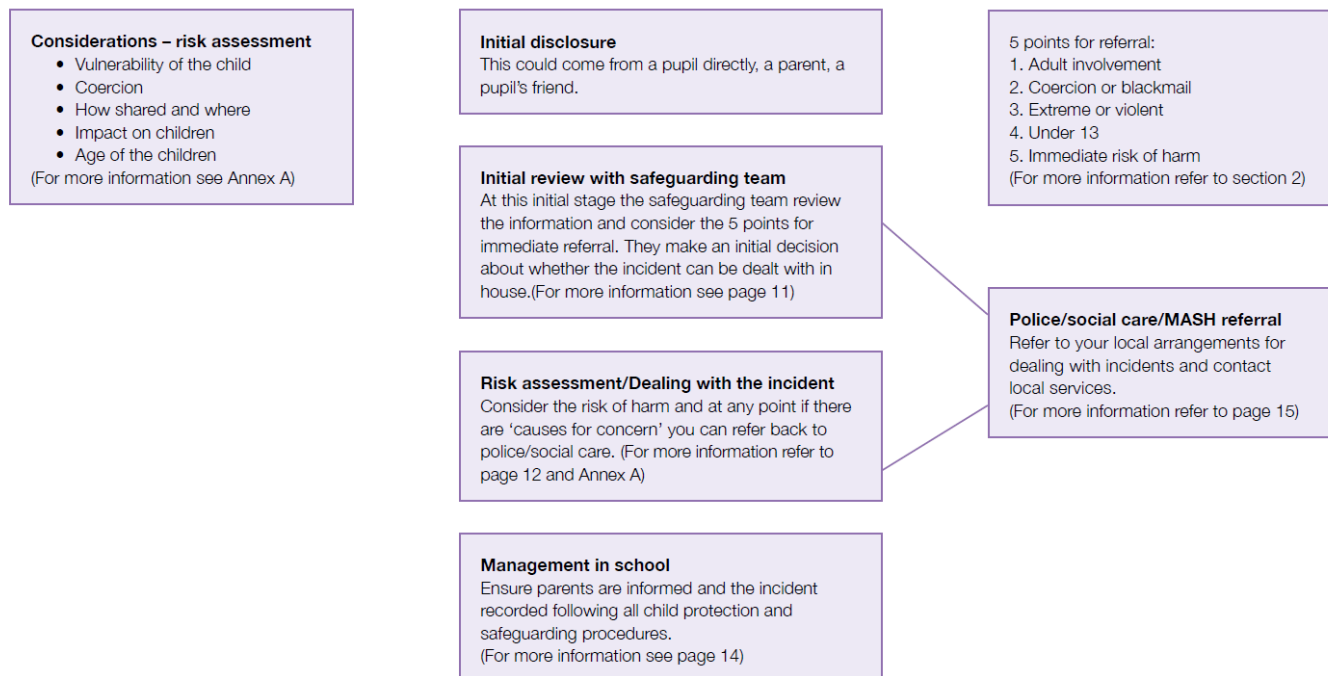 Considerations – risk assessment
• Vulnerability of the child
• Coercion
• How shared and where
• Impact on children
• Age of the children
(For more information see Annex A)
Initial disclosure
This could come from a pupil directly, a parent, a
pupil's friend.
Initial review with safeguarding team
At this initial stage the safeguarding team review
the information and consider the 5 points for
immediate referral. They make an initial decision
about whether the incident can be dealt with in
house.(For more information see page 11)
Risk assessment/Dealing with the incident
Consider the risk of harm and at any point if there
are 'causes for concern' you can refer back to
police/social care. (For more information refer to
page 12 and Annex A)
Management in school
Ensure parents are informed and the incident
recorded following all child protection and
safeguarding procedures.
(For more information see page 14)
5 points for referral:
1. Adult involvement
2. Coercion or blackmail
3. Extreme or violent
4. Under 13
5. Immediate risk of harm
(For more information refer to section 2)
Police/social care/MASH referral
Refer to your local arrangements for
dealing with incidents and contact
local services.
(For more information refer to page 15)